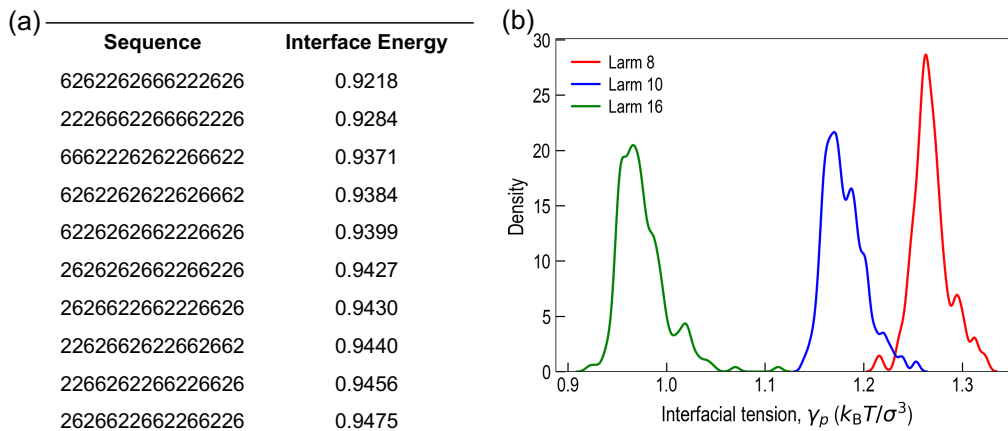 (a)
Sequence Interface Energy
6262262666222626 0.9218
2226662266662226 0.9284
6662226262266622 0.9371
6262262622626662 0.9384
6226262662226626 0.9399
2626262662266226 0.9427
2626622662226626 0.9430
2262662622662662 0.9440
2266262266226626 0.9456
2626622662266226 0.9475
(b)
Larm 8
Larm 10
Larm 16
30
25
20
15
10
5
0
Density
0.9 1.0 1.1 1.2 1.3
Interfacial tension, γₚ (k_BT/σ³)